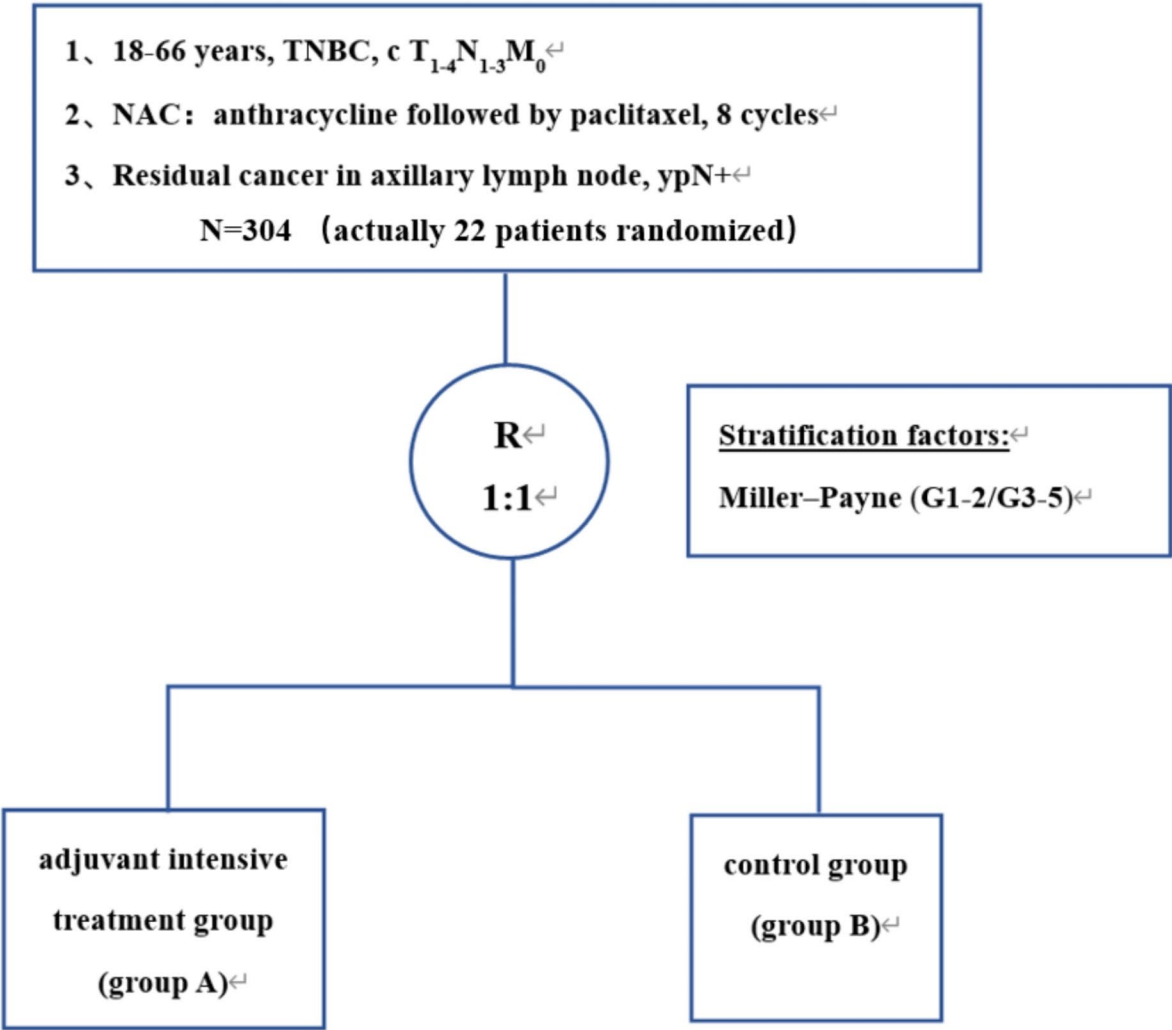 1、18-66 years, TNBC, c T₁₋₄N₁₋₃M₀↵
2、NAC：anthracycline followed by paclitaxel, 8 cycles↵
3、Residual cancer in axillary lymph node, ypN+↵
N=304 （actually 22 patients randomized）
R↵
1:1↵
Stratification factors:↵
Miller–Payne (G1-2/G3-5)↵
adjuvant intensive
treatment group
(group A)↵
control group
(group B)↵